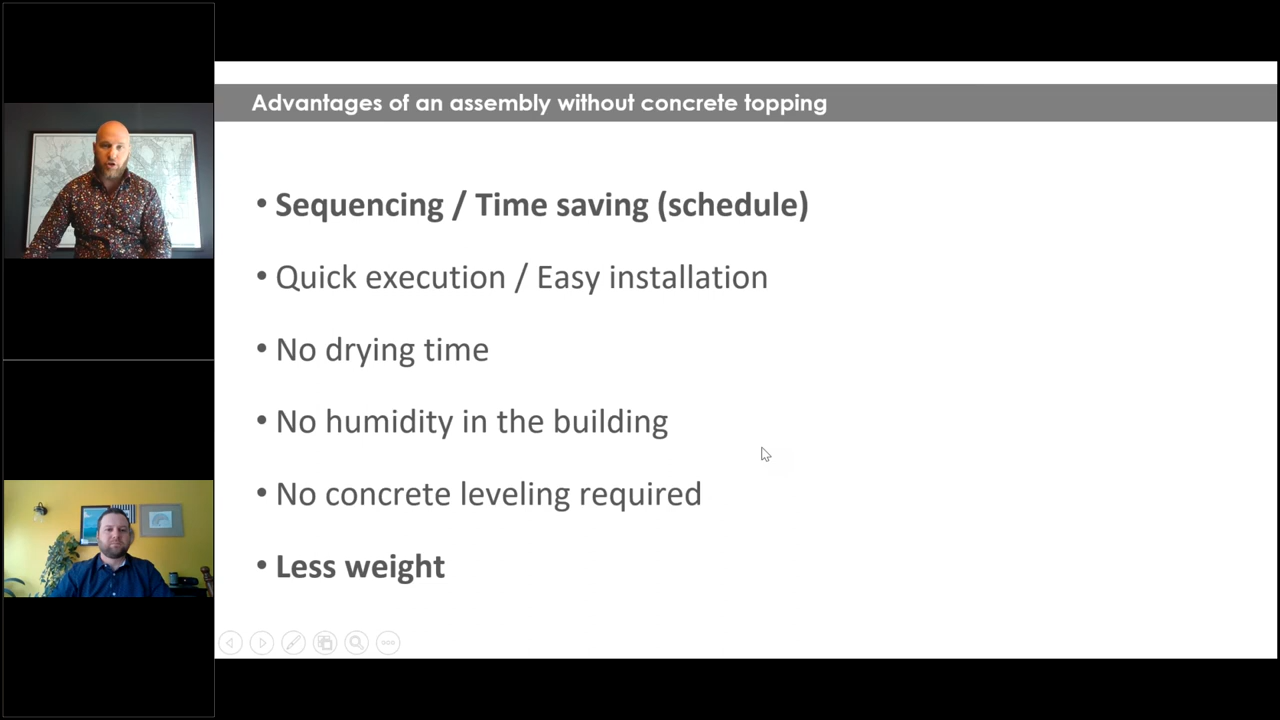 Advantages of an assembly without concrete topping
• Sequencing / Time saving (schedule)
• Quick execution / Easy installation
• No drying time
• No humidity in the building
• No concrete leveling required
• Less weight